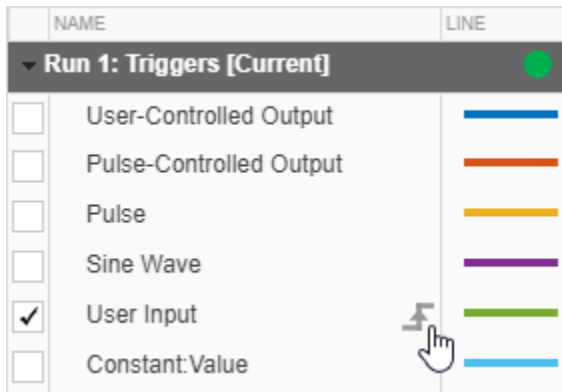 NAME LINE
Run 1: Triggers [Current]
User-Controlled Output
Pulse-Controlled Output
Pulse
Sine Wave
User Input
Constant:Value